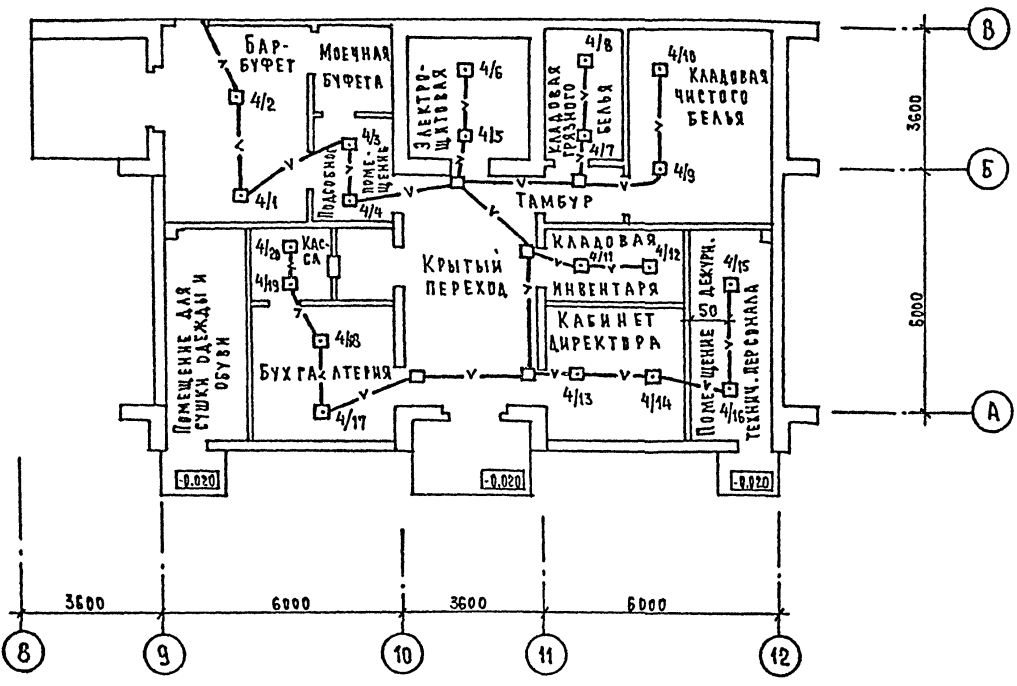 БАР-
БУФЕТ
МОЕЧНАЯ
БУФЕТА
ЭЛЕКТРО-
ЩИТОВАЯ
КЛАДОВАЯ
ГРЯЗНОГО
БЕЛЬЯ
КЛАДОВАЯ
ЧИСТОГО
БЕЛЬЯ
4/2
4/1
4/3
4/4
4/6
4/5
4/8
4/7
4/10
4/9
ПОДСОБНОЕ
ПОМЕ-
ЩЕНИЕ
ТАМБУР
4/20
4/19
КАС-
СА
КРЫТЫЙ
ПЕРЕХОД
КЛАДОВАЯ
4/11
4/12
ИНВЕНТАРЯ
КАБИНЕТ
ДИРЕКТОРА
4/13
4/14
4/15
4/16
50
ПОМЕЩЕНИЕ ДЕЖУРН.
ТЕХНИЧ. ПЕРСОНАЛА
ПОМЕЩЕНИЕ ДЛЯ
СУШКИ ОДЕЖДЫ И
ОБУВИ
4/18
БУХГАЛТЕРИЯ
4/17
-0.020
-0.020
-0.020
В
3600
Б
6000
А
3600
6000
3600
6000
8
9
10
11
12